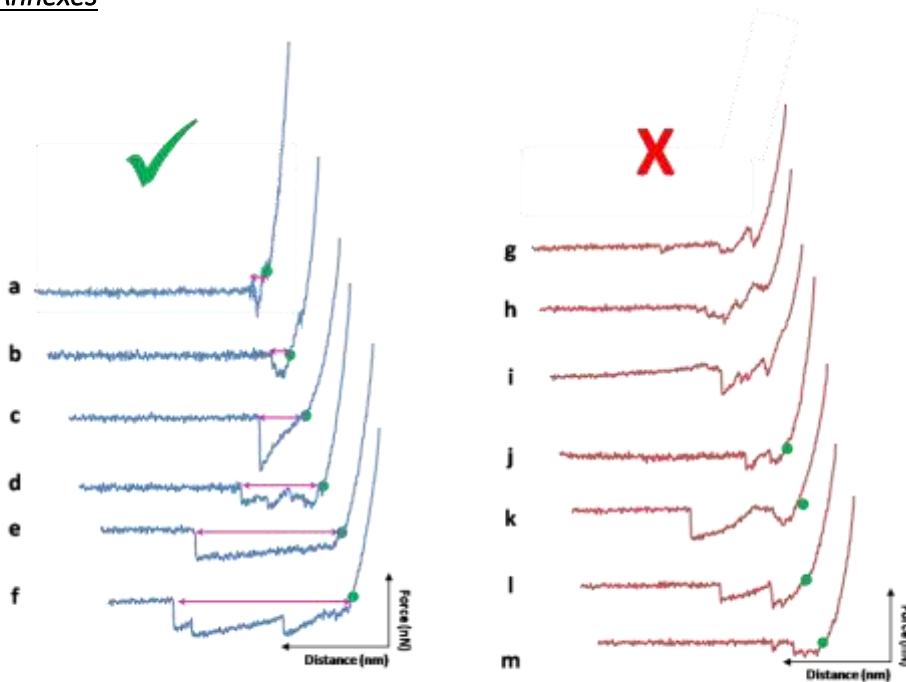 Annexes
X
a
b
c
d
e
f
Force (nN)
Distance (nm)
g
h
i
j
k
l
m
Distance (nm)